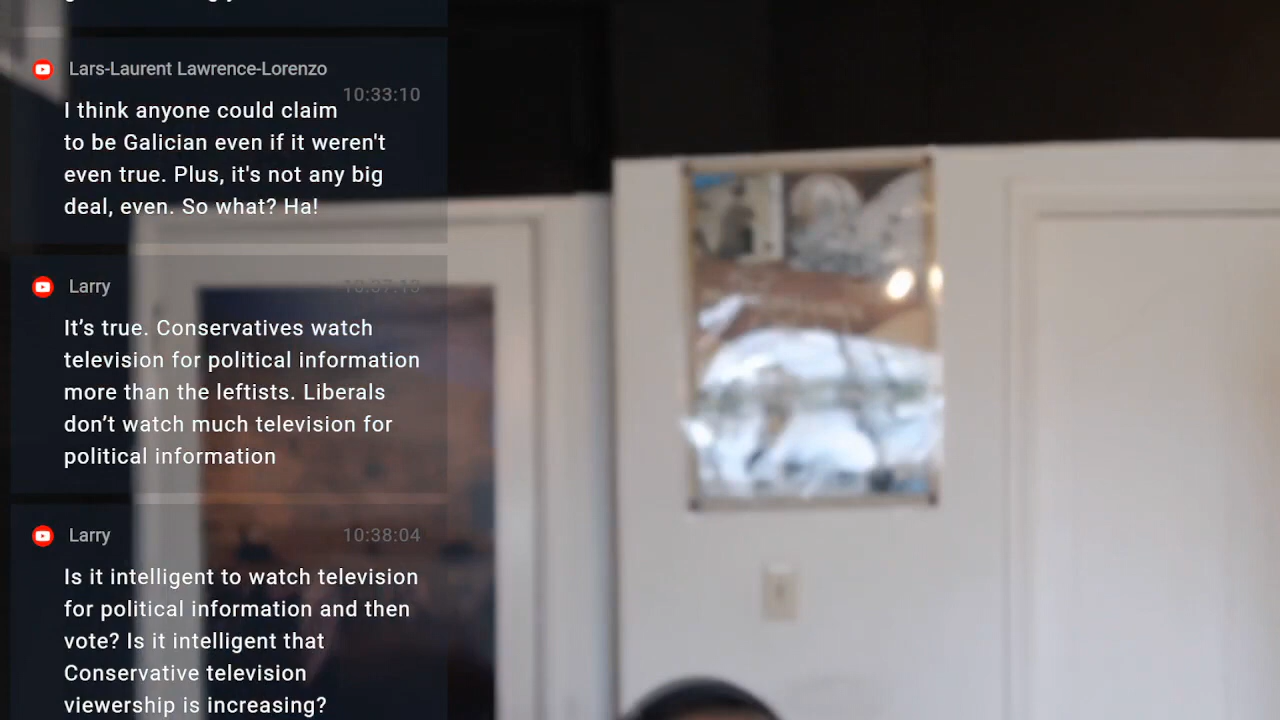 Lars-Laurent Lawrence-Lorenzo
10:33:10
I think anyone could claim
to be Galician even if it weren't
even true. Plus, it's not any big
deal, even. So what? Ha!
Larry
It’s true. Conservatives watch
television for political information
more than the leftists. Liberals
don’t watch much television for
political information
Larry
10:38:04
Is it intelligent to watch television
for political information and then
vote? Is it intelligent that
Conservative television
viewership is increasing?